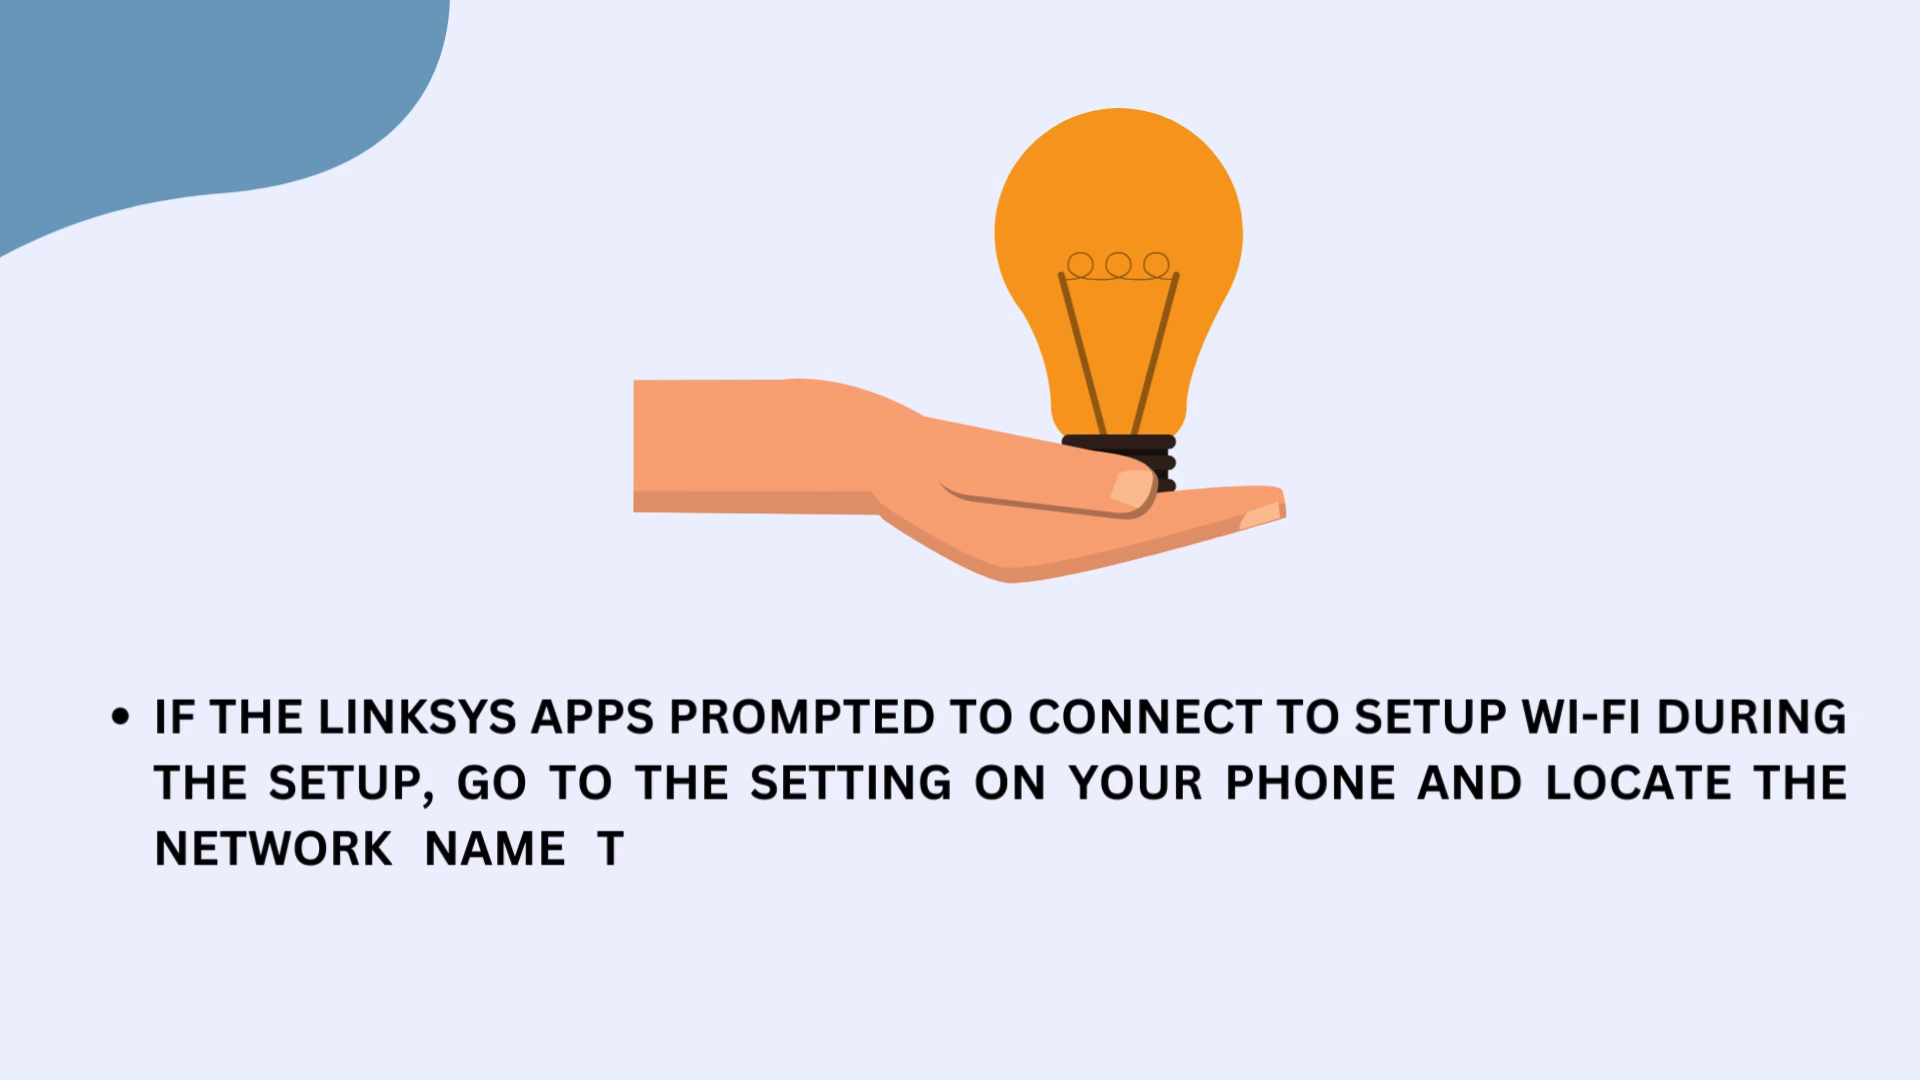 • IF THE LINKSYS APPS PROMPTED TO CONNECT TO SETUP WI-FI DURING
THE SETUP, GO TO THE SETTING ON YOUR PHONE AND LOCATE THE
NETWORK NAME T